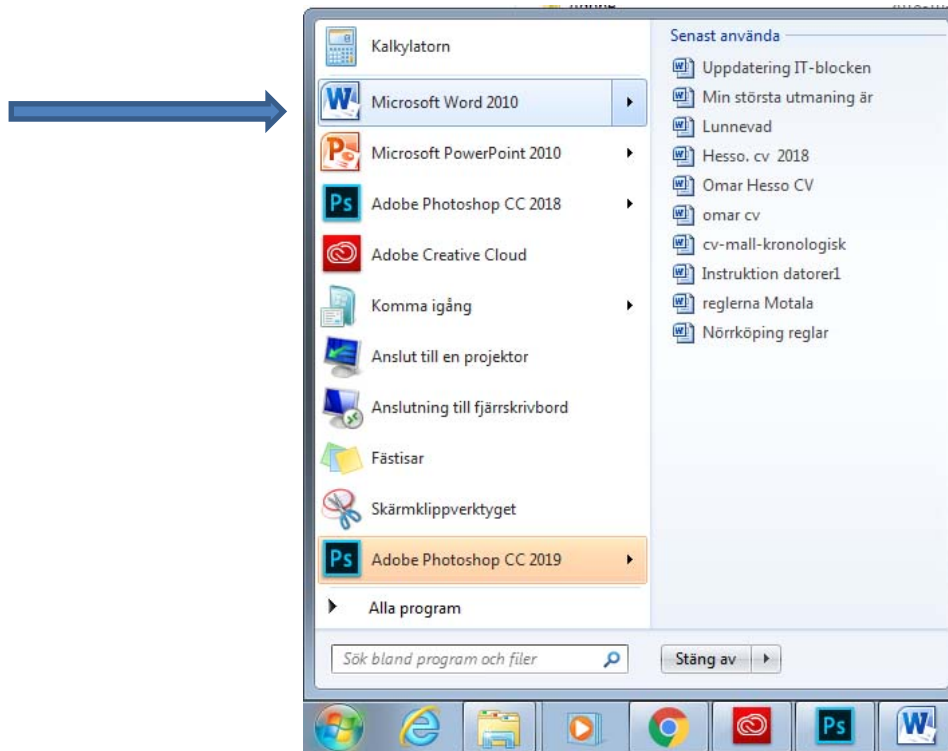 Kalkylatorn
Microsoft Word 2010
Microsoft PowerPoint 2010
Adobe Photoshop CC 2018
Adobe Creative Cloud
Komma igång
Anslut till en projektor
Anslutning till fjärrskrivbord
Fästisar
Skärmklippverktyget
Adobe Photoshop CC 2019
Alla program
Sök bland program och filer
Senast använda
Uppdatering IT-blocken
Min största utmaning är
Lunnevad
Hesso. cv 2018
Omar Hesso CV
omar cv
cv-mall-kronologisk
Instruktion datorer1
reglerna Motala
Nörrköping reglar
Stäng av